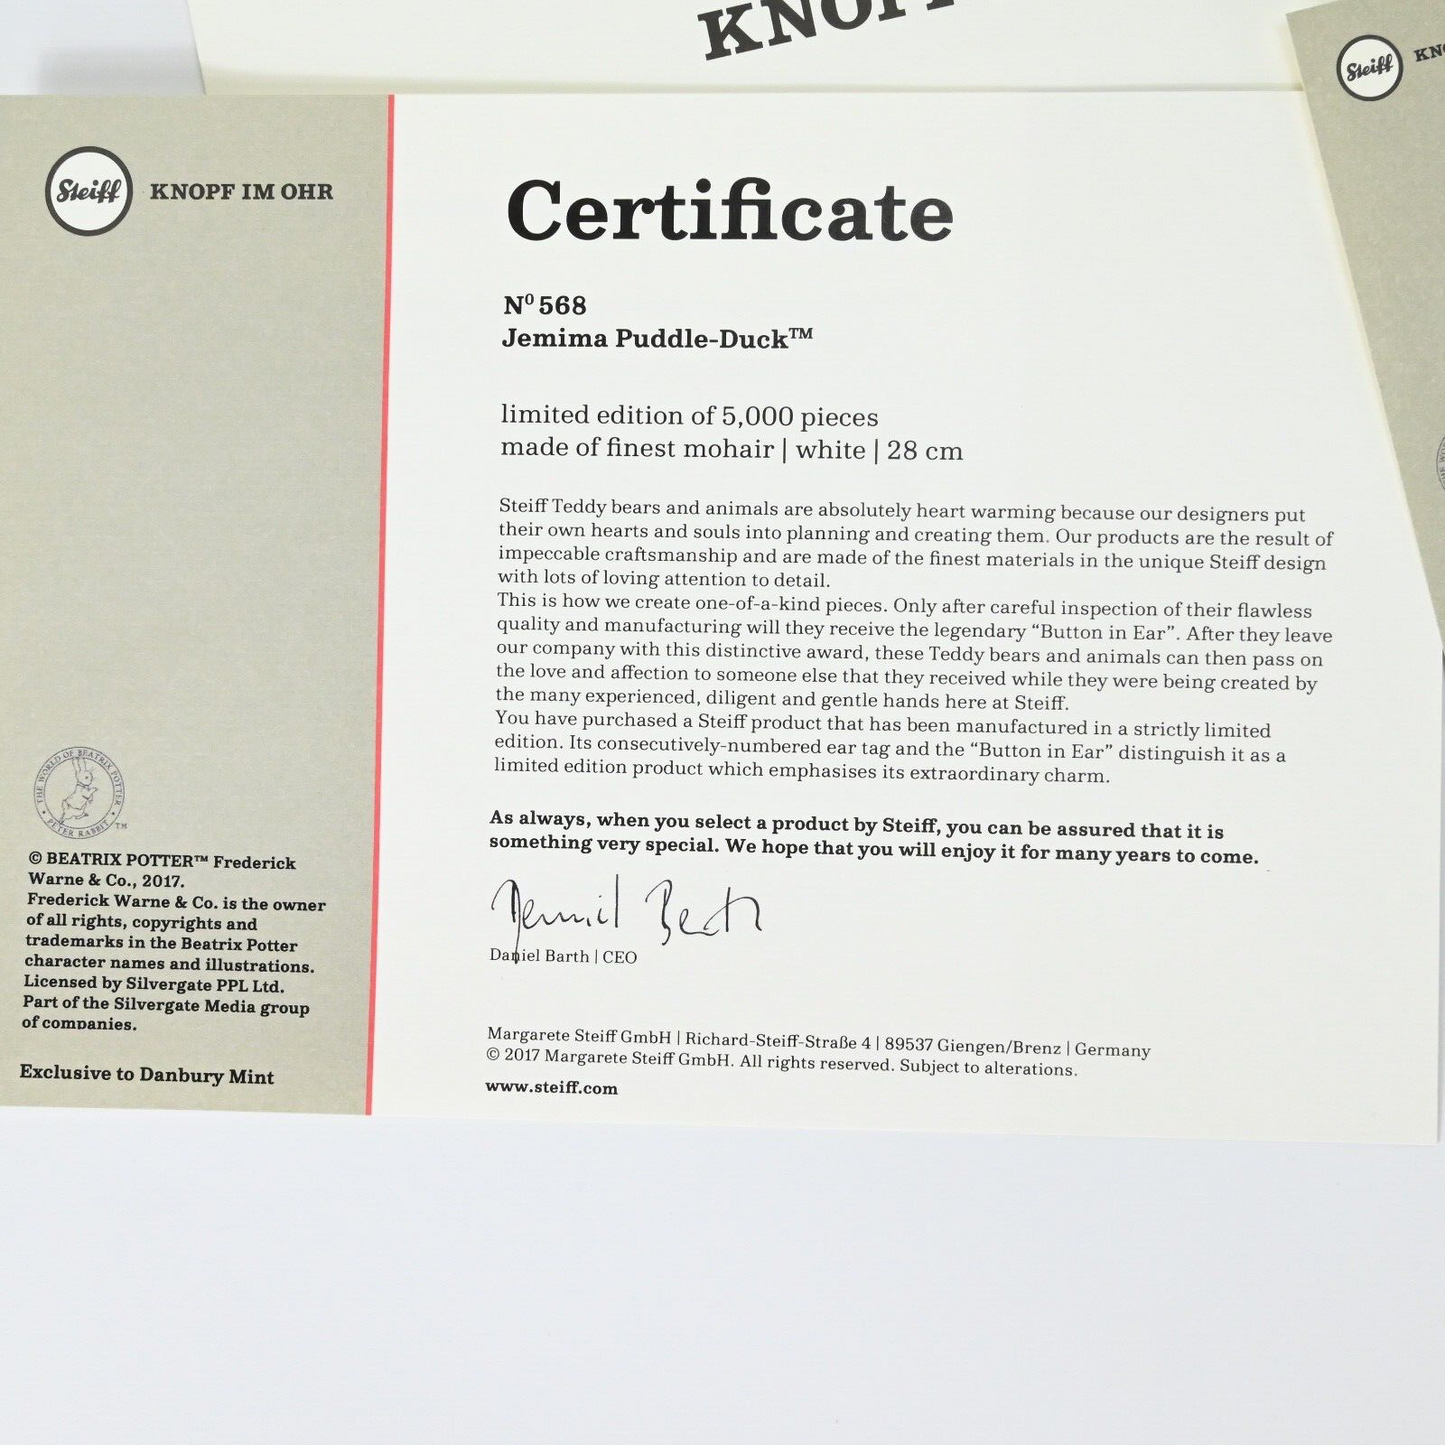 KNOPF
Steiff
KN
Steiff KNOPF IM OHR
Certificate
Nº 568
Jemima Puddle-Duck™
limited edition of 5,000 pieces
made of finest mohair | white | 28 cm
Steiff Teddy bears and animals are absolutely heart warming because our designers put
their own hearts and souls into planning and creating them. Our products are the result of
impeccable craftsmanship and are made of the finest materials in the unique Steiff design
with lots of loving attention to detail.
This is how we create one-of-a-kind pieces. Only after careful inspection of their flawless
quality and manufacturing will they receive the legendary “Button in Ear”. After they leave
our company with this distinctive award, these Teddy bears and animals can then pass on
the love and affection to someone else that they received while they were being created by
the many experienced, diligent and gentle hands here at Steiff.
You have purchased a Steiff product that has been manufactured in a strictly limited
edition. Its consecutively-numbered ear tag and the “Button in Ear” distinguish it as a
limited edition product which emphasises its extraordinary charm.
As always, when you select a product by Steiff, you can be assured that it is
something very special. We hope that you will enjoy it for many years to come.
Daniel Barth
Daniel Barth | CEO
Margarete Steiff GmbH | Richard-Steiff-Straße 4 | 89537 Giengen/Brenz | Germany
© 2017 Margarete Steiff GmbH. All rights reserved. Subject to alterations.
www.steiff.com
THE WORLD OF BEATRIX POTTER
PETER RABBIT ™
© BEATRIX POTTER™ Frederick
Warne & Co., 2017.
Frederick Warne & Co. is the owner
of all rights, copyrights and
trademarks in the Beatrix Potter
character names and illustrations.
Licensed by Silvergate PPL Ltd.
Part of the Silvergate Media group
of companies.
Exclusive to Danbury Mint